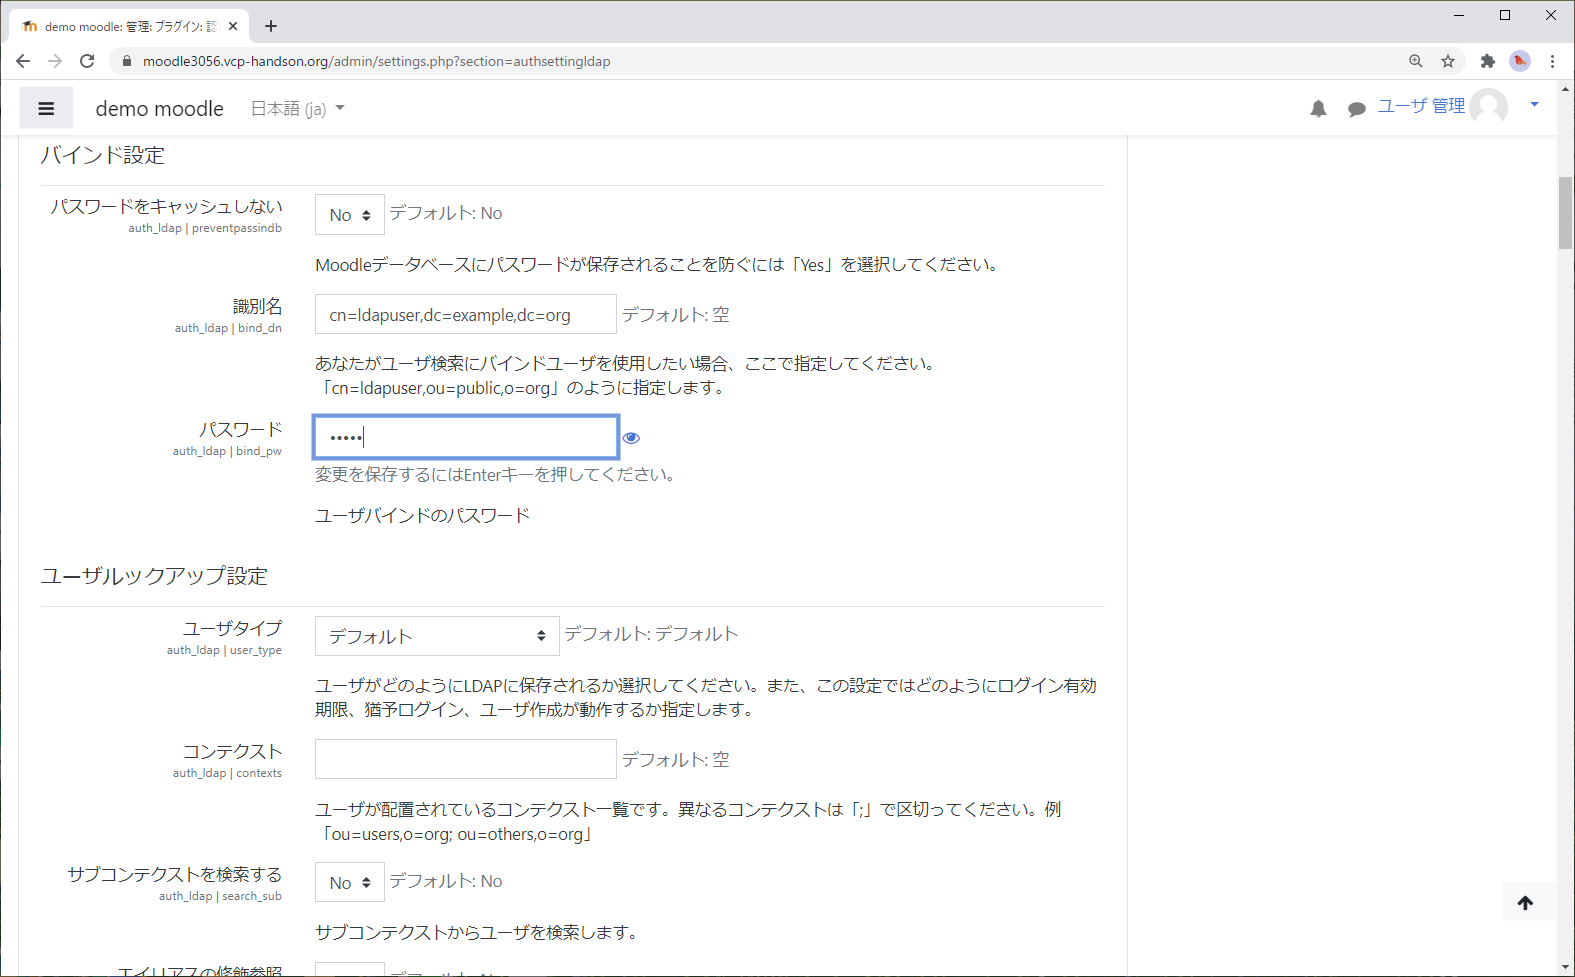 demo moodle: 管理: プラグイン: 認
moodle3056.vcp-handson.org/admin/settings.php?section=authsettingldap
demo moodle 日本語 (ja) ユーザ 管理
バインド設定
パスワードをキャッシュしない No デフォルト: No
auth_ldap | preventpassindb
Moodleデータベースにパスワードが保存されることを防ぐには「Yes」を選択してください。
識別名 cn=ldapuser,dc=example,dc=org デフォルト: 空
auth_ldap | bind_dn
あなたがユーザ検索にバインドユーザを使用したい場合、ここで指定してください。
「cn=ldapuser,ou=public,o=org」のように指定します。
パスワード •••••
auth_ldap | bind_pw
変更を保存するにはEnterキーを押してください。
ユーザバインドのパスワード
ユーザルックアップ設定
ユーザタイプ デフォルト デフォルト: デフォルト
auth_ldap | user_type
ユーザがどのようにLDAPに保存されるか選択してください。また、この設定ではどのようにログイン有効
期限、猶予ログイン、ユーザ作成が動作するか指定します。
コンテクスト デフォルト: 空
auth_ldap | contexts
ユーザが配置されているコンテクスト一覧です。異なるコンテクストは「;」で区切ってください。例
「ou=users,o=org; ou=others,o=org」
サブコンテクストを検索する No デフォルト: No
auth_ldap | search_sub
サブコンテクストからユーザを検索します。
エイリアスの修飾参照 デフォルト: No